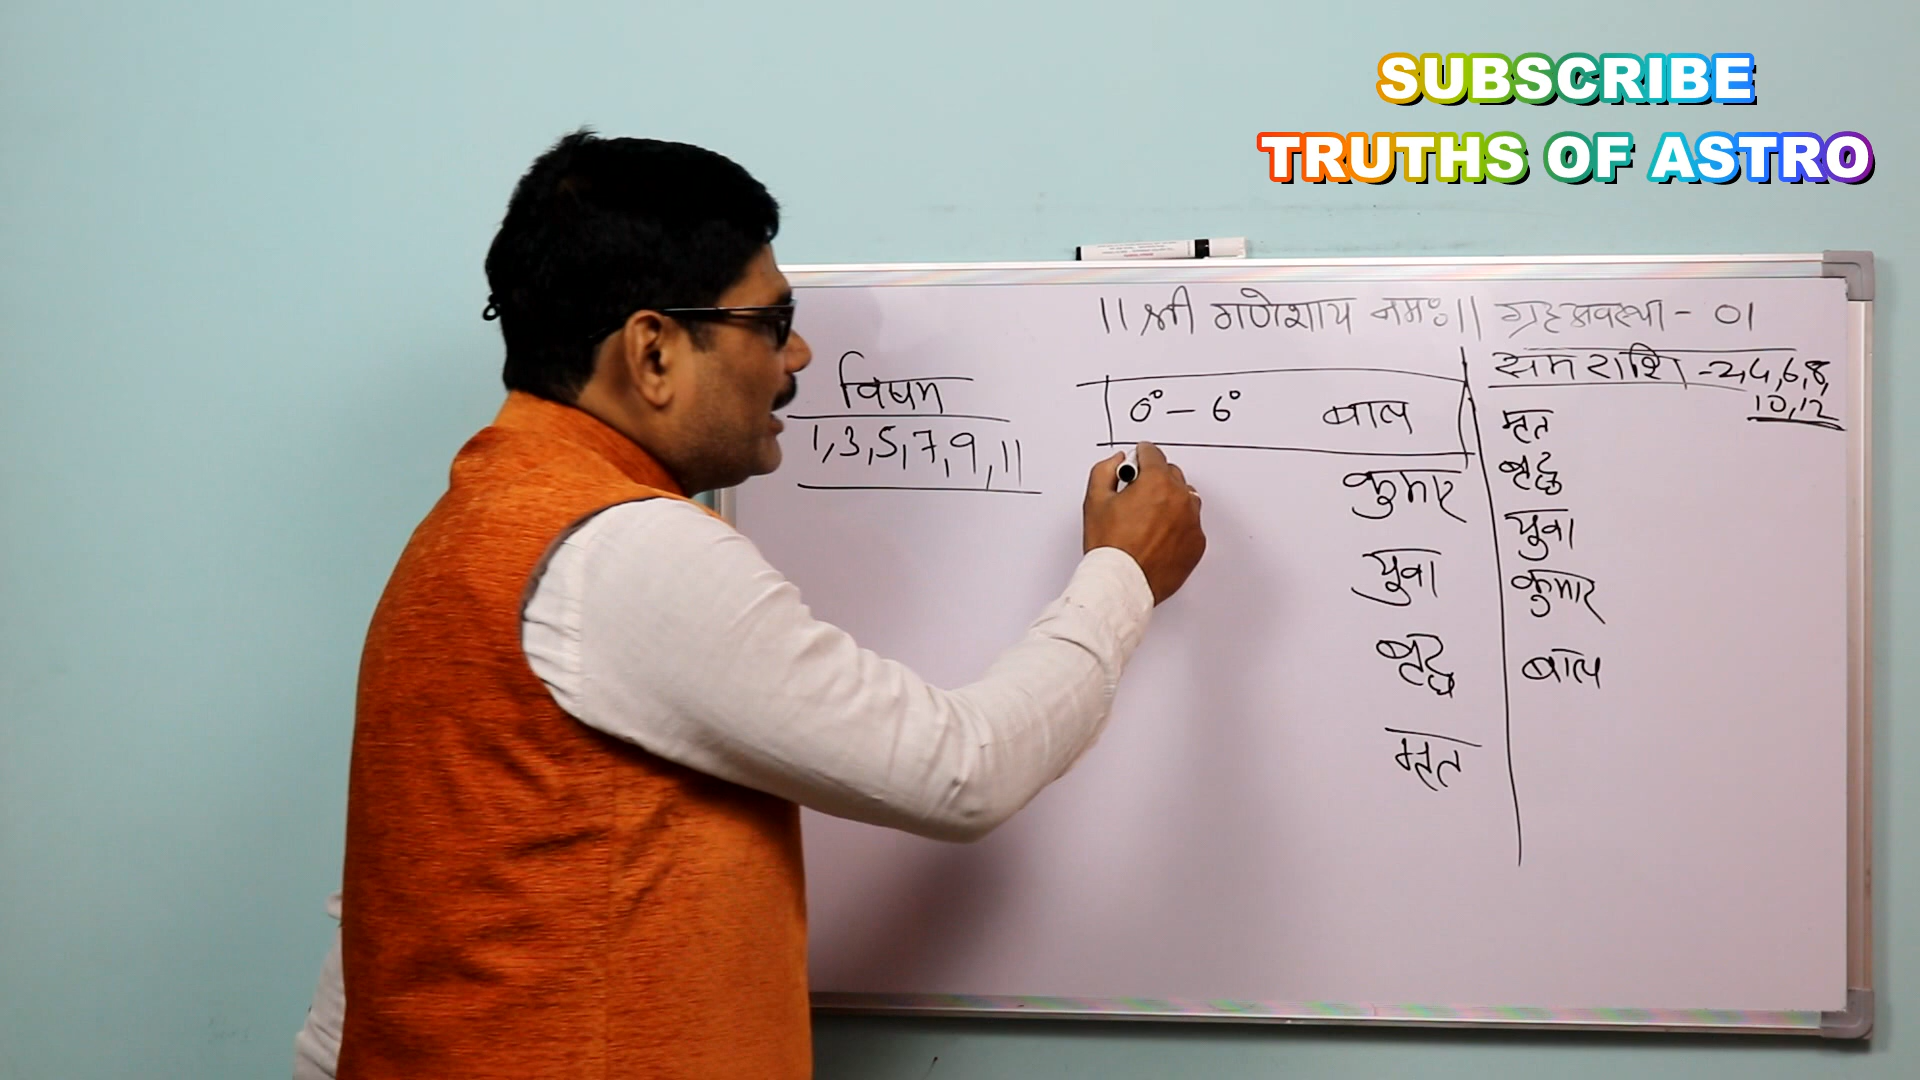 SUBSCRIBE
TRUTHS OF ASTRO
||श्री गणेशाय नमः|| ग्रह अवस्था - 01
विषम
1,3,5,7,9,11
0° - 6° बाल
कुमार
युवा
बृद्ध
मृत
सम राशि - 2,4,6,8,
10,12
मृत
बृद्ध
युवा
कुमार
बाल